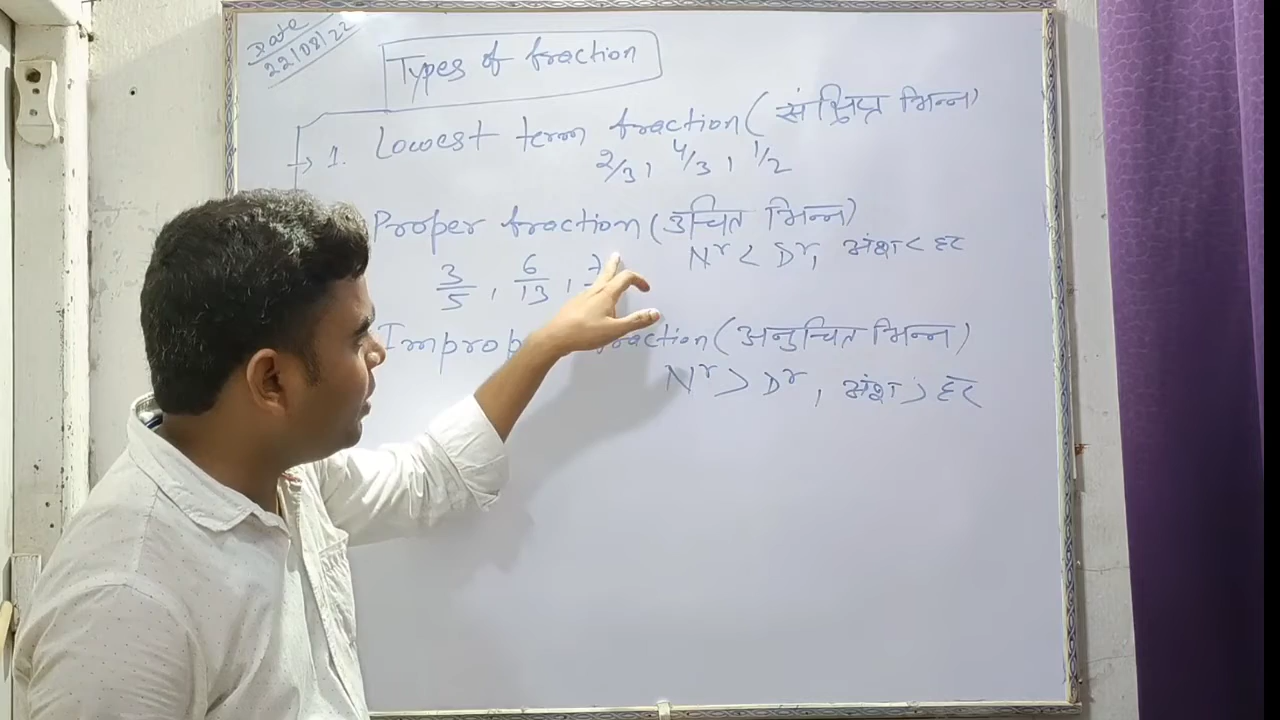 Date
22/08/22
Types of fraction
→ 1. Lowest term fraction (संक्षिप्त भिन्न)
2/3, 4/3, 1/2
Proper fraction (उचित भिन्न)
Nʳ < Dʳ, अंश < हर
3/5, 6/13, 7
fraction (अनुचित भिन्न)
Nʳ > Dʳ, अंश > हर